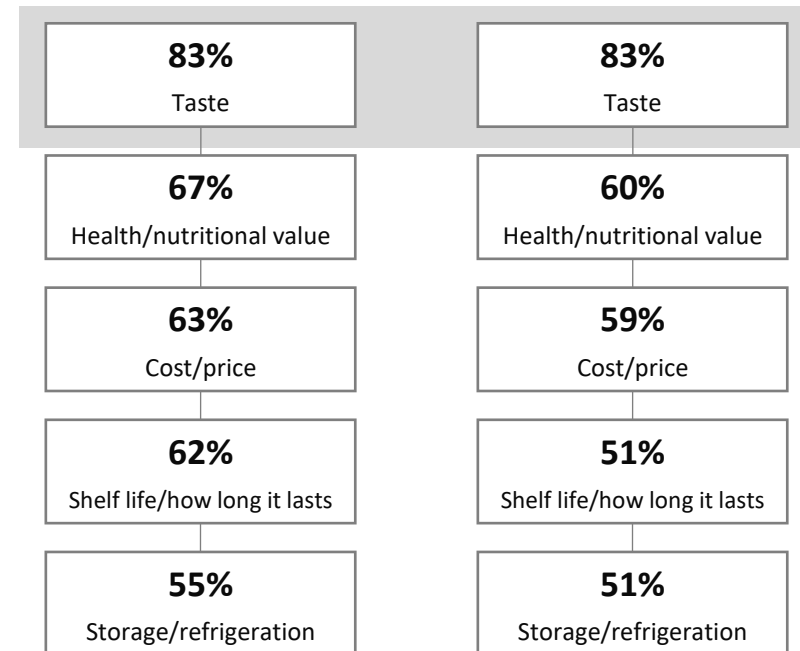 83%
Taste
67%
Health/nutritional value
63%
Cost/price
62%
Shelf life/how long it lasts
55%
Storage/refrigeration
83%
Taste
60%
Health/nutritional value
59%
Cost/price
51%
Shelf life/how long it lasts
51%
Storage/refrigeration